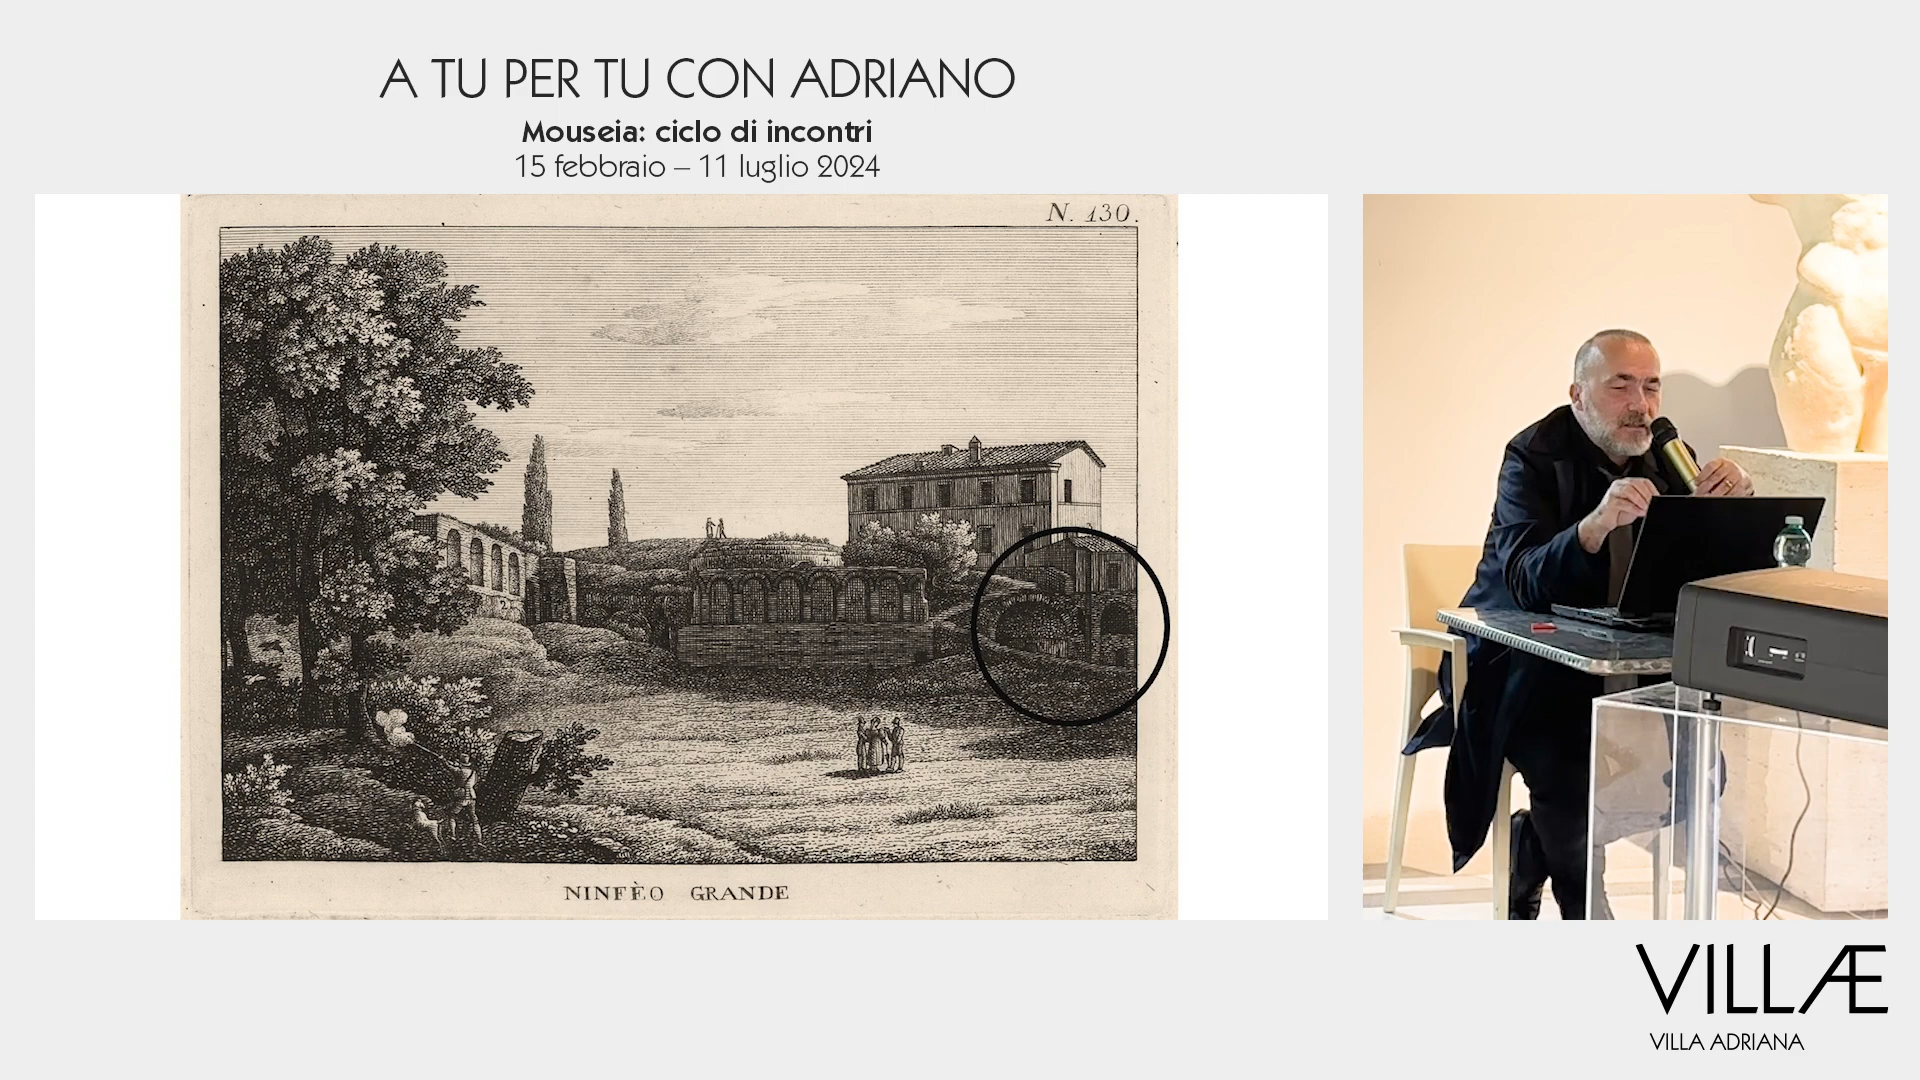 A TU PER TU CON ADRIANO
Mouseia: ciclo di incontri
15 febbraio – 11 luglio 2024
N. 130.
NINFÈO GRANDE
VILLÆ
VILLA ADRIANA